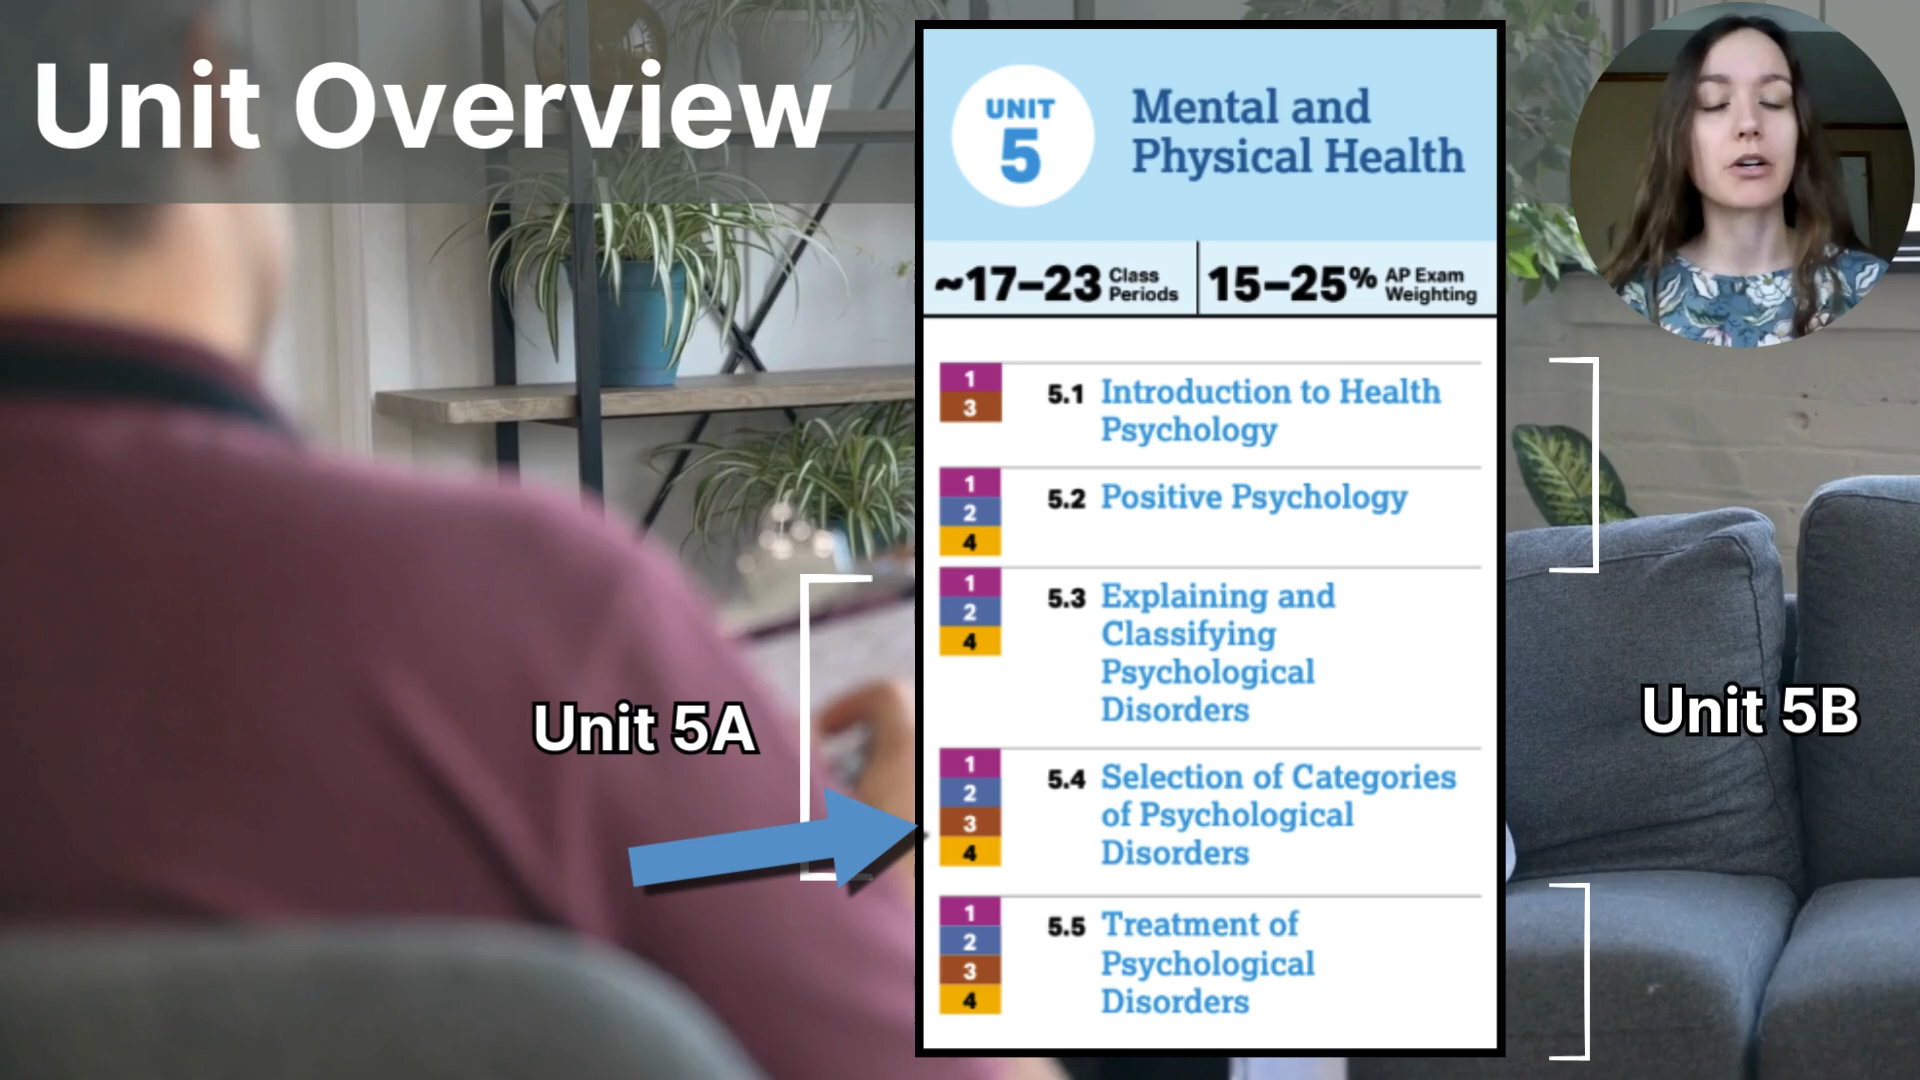 Unit Overview
UNIT
5
Mental and
Physical Health
~17–23 Class
Periods
15–25% AP Exam
Weighting
1
3
5.1 Introduction to Health
Psychology
1
2
4
5.2 Positive Psychology
1
2
4
5.3 Explaining and
Classifying
Psychological
Disorders
1
2
3
4
5.4 Selection of Categories
of Psychological
Disorders
1
2
3
4
5.5 Treatment of
Psychological
Disorders
Unit 5A
Unit 5B